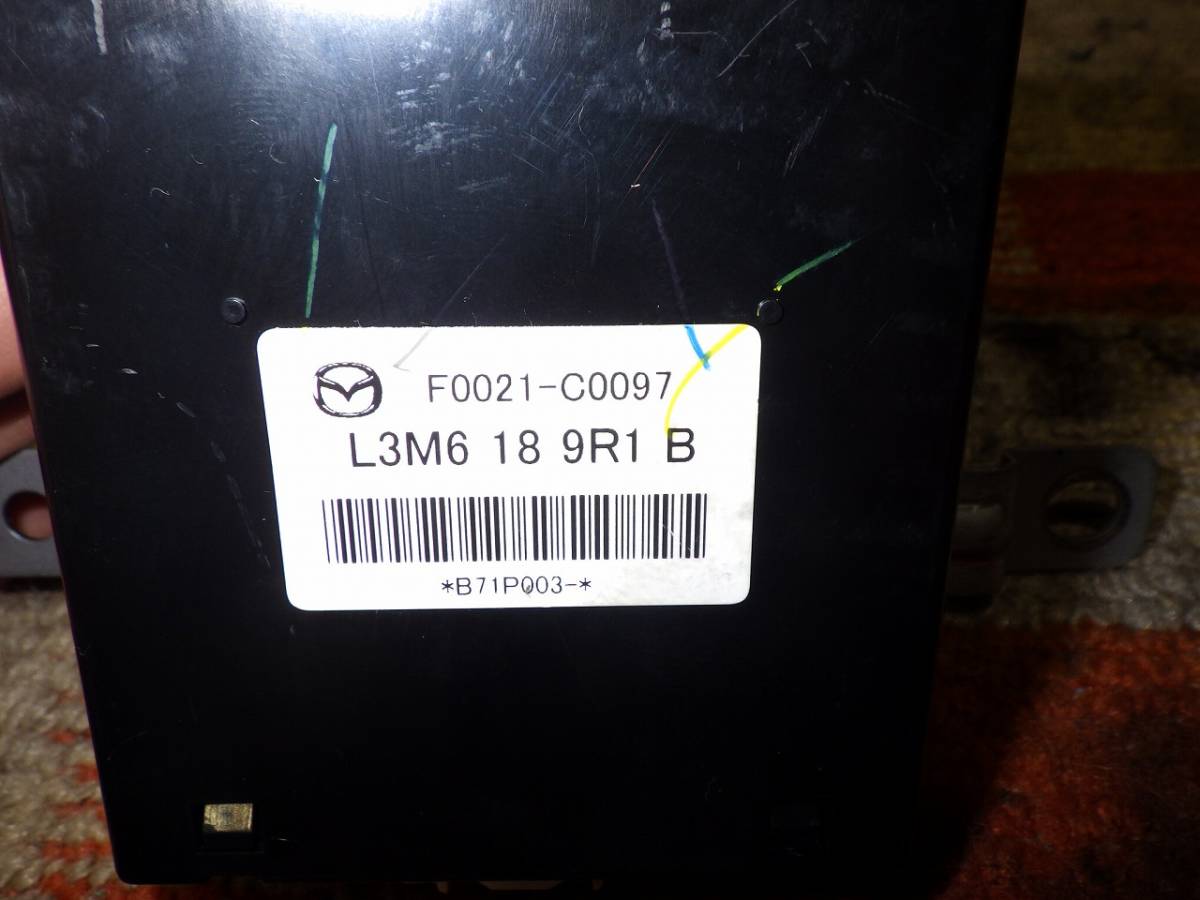 F0021-C0097
L3M6 18 9R1 B
*B71P003-*